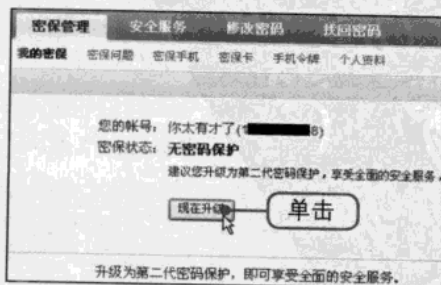 密保管理 安全服务 修改密码 找回密码
我的密保 密保问题 密保手机 密保卡 手机令牌 个人资料
您的帐号：你太有才了(1 8)
密保状态：无密码保护
建议您升级为第二代密码保护，享受全面的安全服务，
现在升级 单击
升级为第二代密码保护，即可享受全面的安全服务。